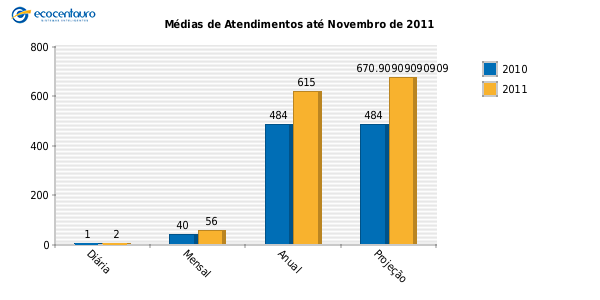 ecocentauro
Médias de Atendimentos até Novembro de 2011
800
600
400
200
0
1
2
40
56
484
615
484
670.90909090909
Diária
Mensal
Anual
Projeção
2010
2011